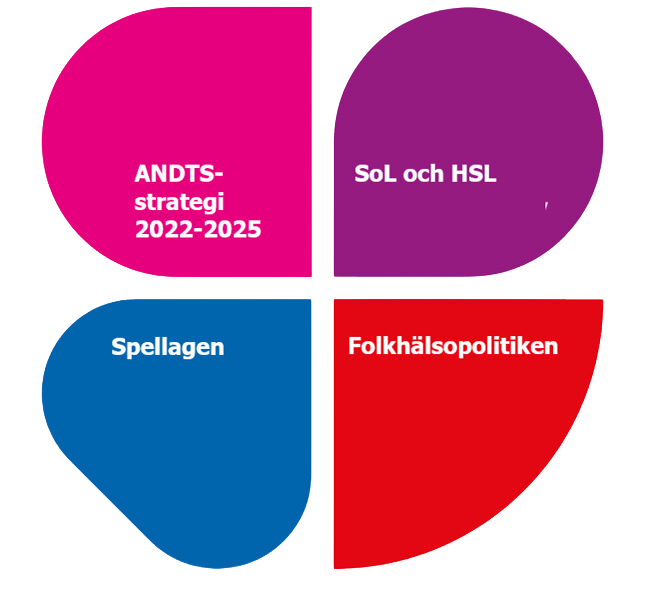 ANDTS-
strategi
2022-2025
SoL och HSL
Spellagen
Folkhälsopolitiken